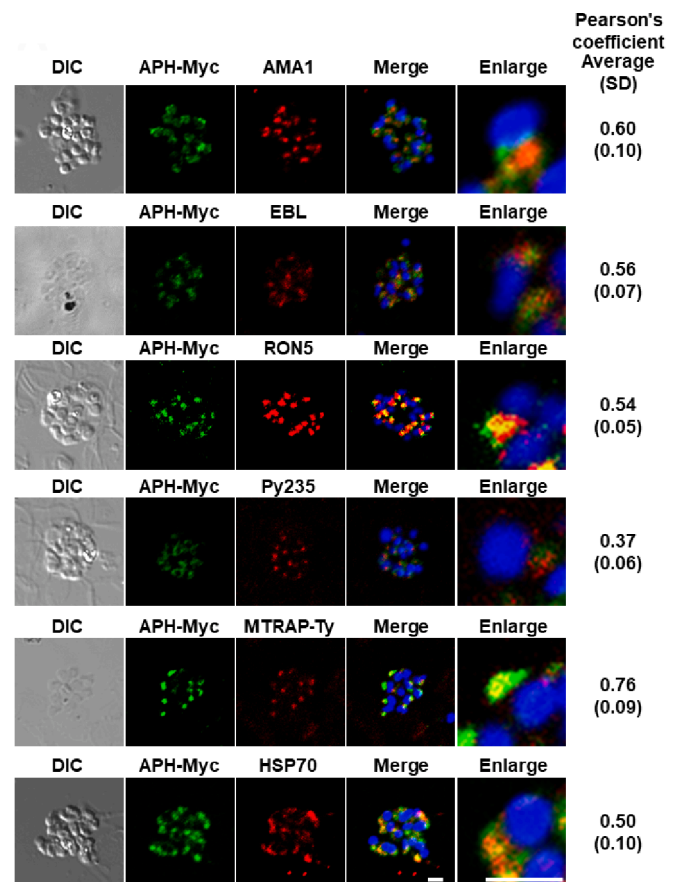 Pearson's
coefficient
Average
(SD)
DIC APH-Myc AMA1 Merge Enlarge
0.60
(0.10)
DIC APH-Myc EBL Merge Enlarge
0.56
(0.07)
DIC APH-Myc RON5 Merge Enlarge
0.54
(0.05)
DIC APH-Myc Py235 Merge Enlarge
0.37
(0.06)
DIC APH-Myc MTRAP-Ty Merge Enlarge
0.76
(0.09)
DIC APH-Myc HSP70 Merge Enlarge
0.50
(0.10)